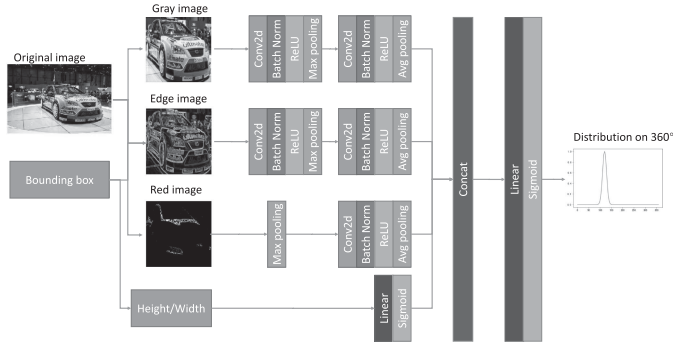 Gray image
Original image
Conv2d
Batch Norm
ReLU
Max pooling
Conv2d
Batch Norm
ReLU
Avg pooling
Edge image
Conv2d
Batch Norm
ReLU
Max pooling
Conv2d
Batch Norm
ReLU
Avg pooling
Bounding box
Red image
Max pooling
Conv2d
Batch Norm
ReLU
Avg pooling
Height/Width
Linear
Sigmoid
Concat
Linear
Sigmoid
Distribution on 360°